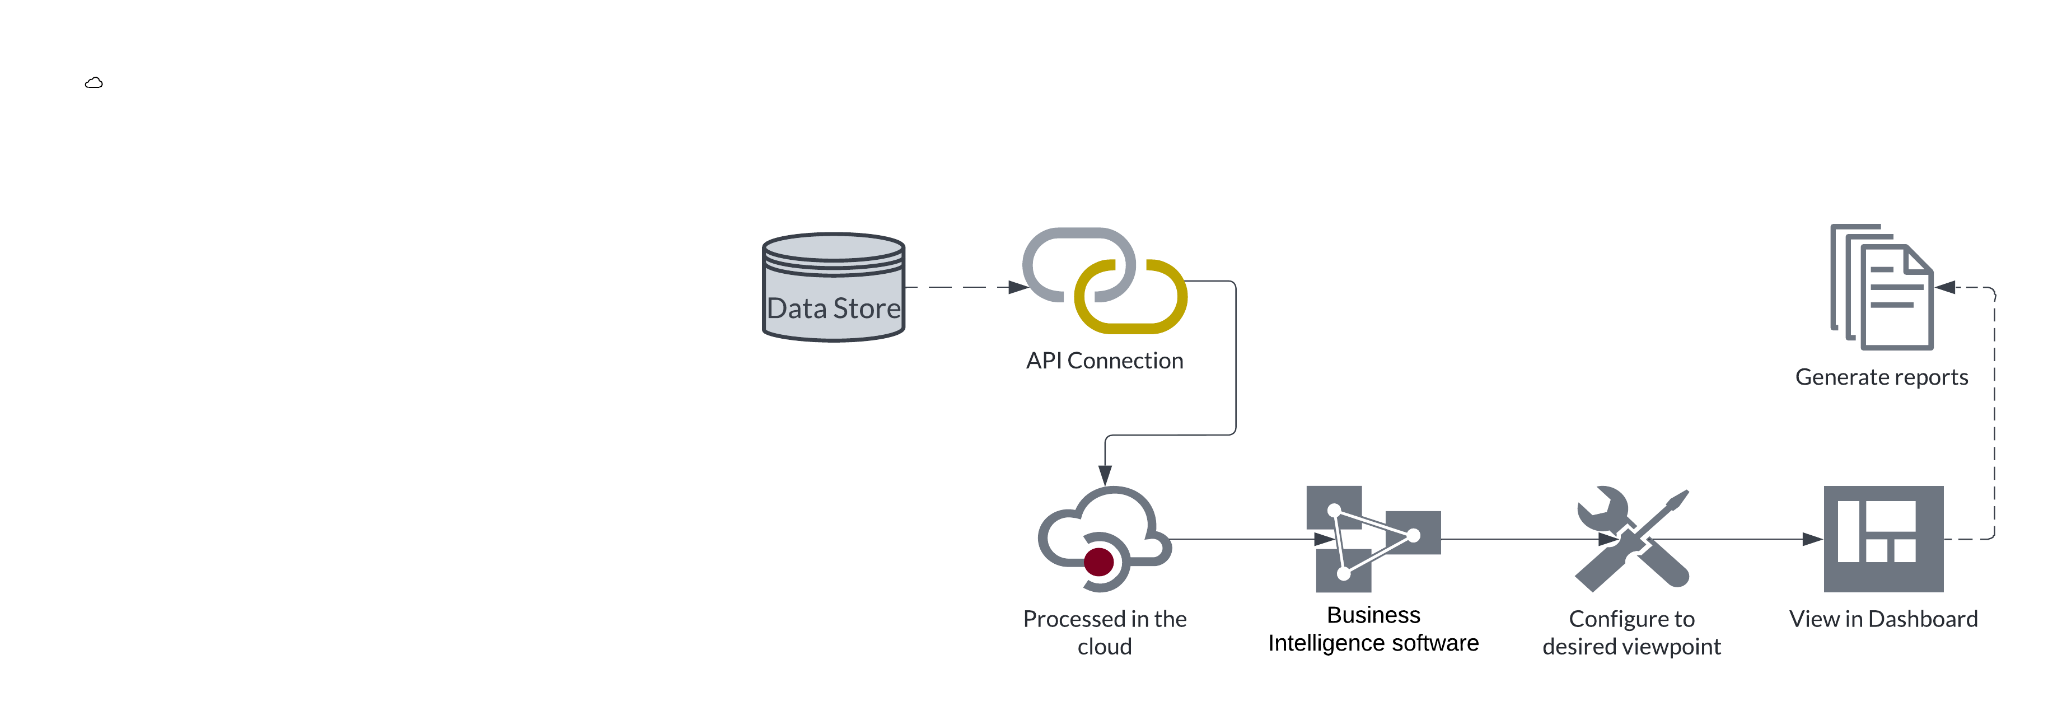 Data Store
API Connection
Generate reports
Processed in the
cloud
Business
Intelligence software
Configure to
desired viewpoint
View in Dashboard